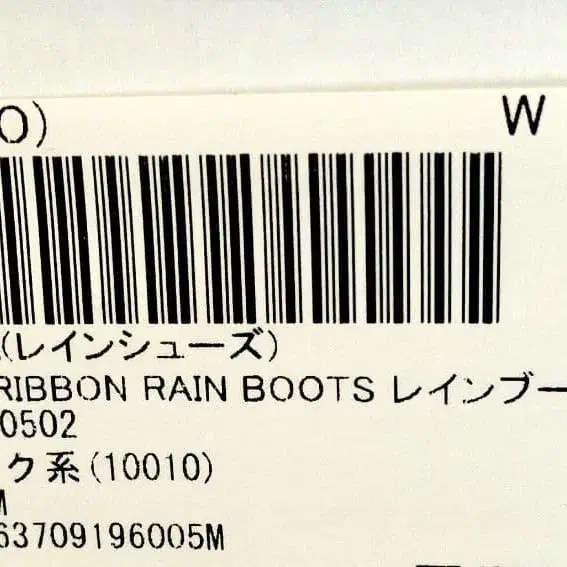 0)
W
(レインシューズ)
RIBBON RAIN BOOTS レインブー
0502
ク系(10010)
M
63709196005M